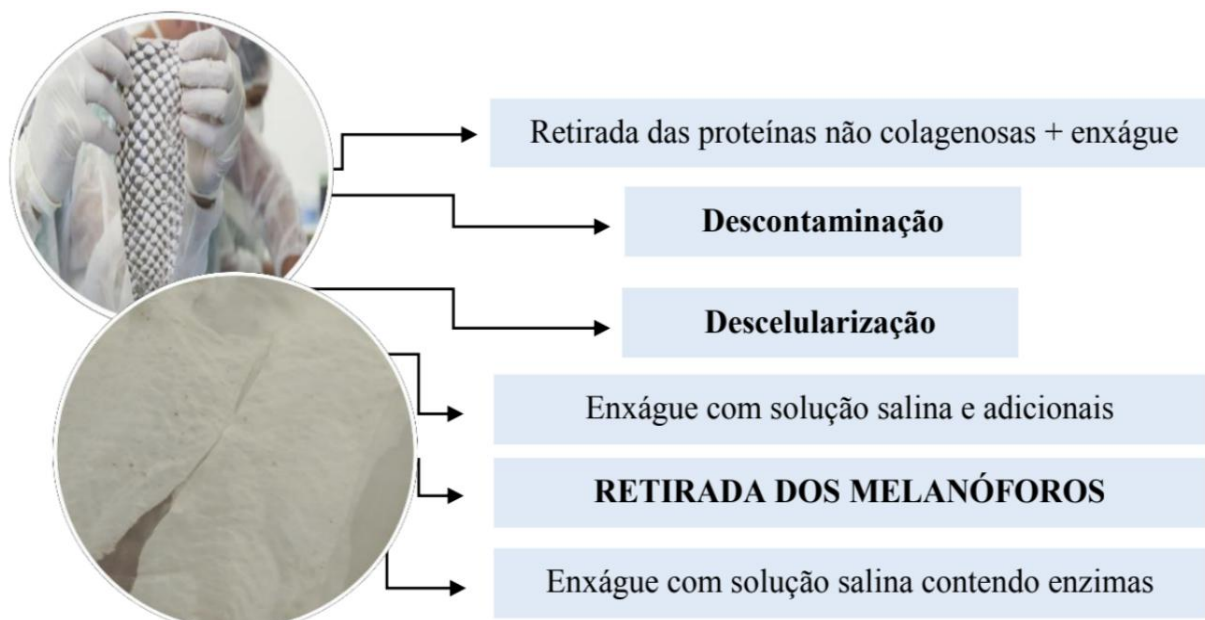 Retirada das proteínas não colagenosas + enxágue
Descontaminação
Descelularização
Enxágue com solução salina e adicionais
RETIRADA DOS MELANÓFOROS
Enxágue com solução salina contendo enzimas